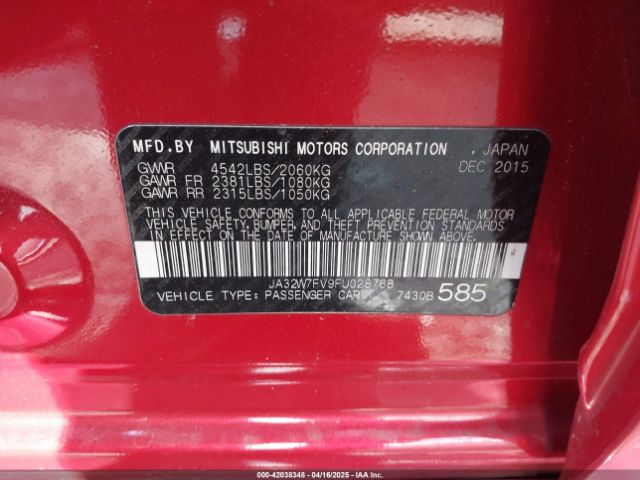 MFD.BY MITSUBISHI MOTORS CORPORATION . JAPAN
GVWR 4542LBS/2060KG DEC 2015
GAWR FR 2381LBS/1080KG
GAWR RR 2315LBS/1050KG
THIS VEHICLE CONFORMS TO ALL APPLICABLE FEDERAL MOTOR
VEHICLE SAFETY, BUMPER, AND THEFT PREVENTION STANDARDS
IN EFFECT ON THE DATE OF MANUFACTURE SHOWN ABOVE.
JA32W7FV9FU028768
VEHICLE TYPE: PASSENGER CAR 7430B 585
000-42038348 - 04/16/2025 - IAAI.COM